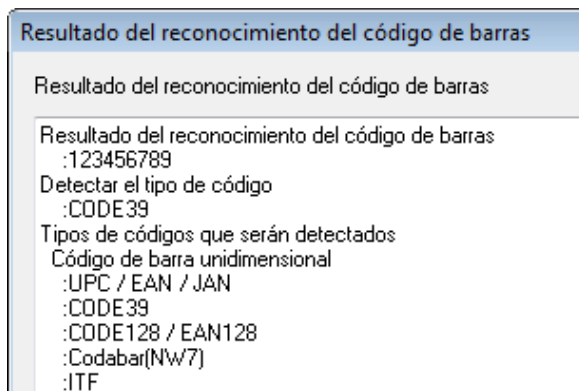 Resultado del reconocimiento del código de barras
Resultado del reconocimiento del código de barras
Resultado del reconocimiento del código de barras
:123456789
Detectar el tipo de código
:CODE39
Tipos de códigos que serán detectados
Código de barra unidimensional
:UPC / EAN / JAN
:CODE39
:CODE128 / EAN128
:Codabar(NW7)
:ITF